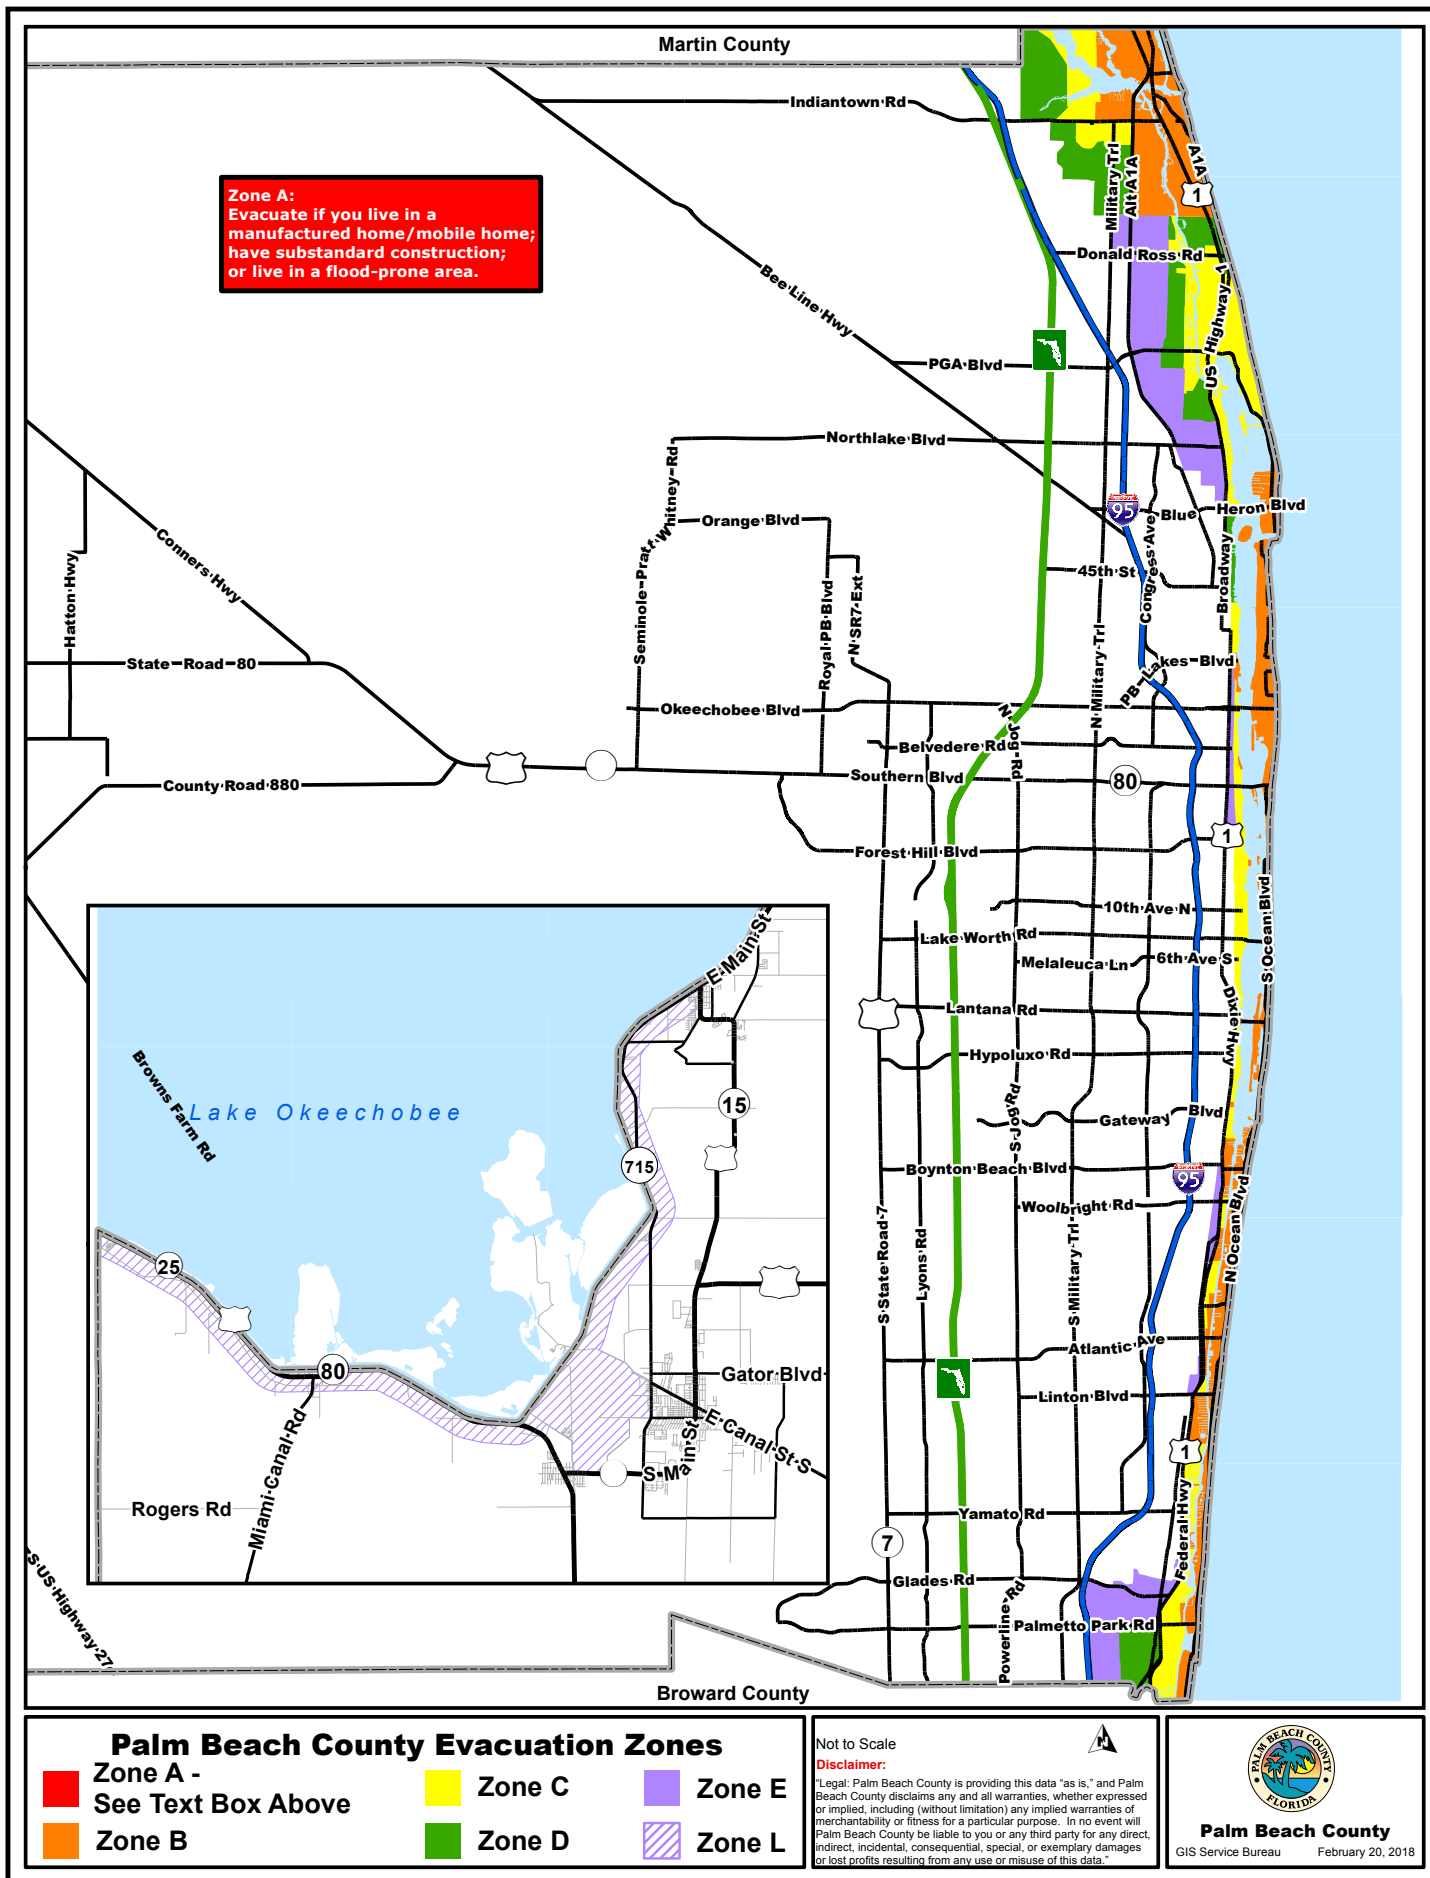 Martin County
Indiantown Rd
Zone A:
Evacuate if you live in a
manufactured home/mobile home;
have substandard construction;
or live in a flood-prone area.
Military Trl
Alt A1A
A1A
1
Donald Ross Rd
Bee Line Hwy
US Highway 1
PGA Blvd
Northlake Blvd
Seminole Pratt Whitney Rd
Orange Blvd
95
Blue Heron Blvd
Conners Hwy
Hatton Hwy
Royal PB Blvd
N SR7 Ext
45th St
Congress Ave
Broadway
N Military Trl
State Road 80
PB Lakes Blvd
Okeechobee Blvd
N Jog Rd
Belvedere Rd
Southern Blvd
80
County Road 880
1
Forest Hill Blvd
10th Ave N
S Ocean Blvd
Lake Worth Rd
Melaleuca Ln
6th Ave S
Lantana Rd
Dixie Hwy
Hypoluxo Rd
S Jog Rd
Gateway Blvd
Boynton Beach Blvd
95
Woolbright Rd
N Ocean Blvd
S State Road 7
Lyons Rd
S Military Trl
Atlantic Ave
Linton Blvd
1
Yamato Rd
Federal Hwy
7
Glades Rd
Powerline Rd
Palmetto Park Rd
E Main St
Browns Farm Rd
Lake Okeechobee
15
715
25
80
Gator Blvd
E Canal St S
S Main St
Miami Canal Rd
Rogers Rd
S US Highway 27
Broward County
Palm Beach County Evacuation Zones
Zone A -
See Text Box Above
Zone B
Zone C
Zone D
Zone E
Zone L
Not to Scale
N
Disclaimer:
"Legal: Palm Beach County is providing this data "as is," and Palm
Beach County disclaims any and all warranties, whether expressed
or implied, including (without limitation) any implied warranties of
merchantability or fitness for a particular purpose. In no event will
Palm Beach County be liable to you or any third party for any direct,
indirect, incidental, consequential, special, or exemplary damages
or lost profits resulting from any use or misuse of this data."
PALM BEACH COUNTY
FLORIDA
Palm Beach County
GIS Service Bureau
February 20, 2018